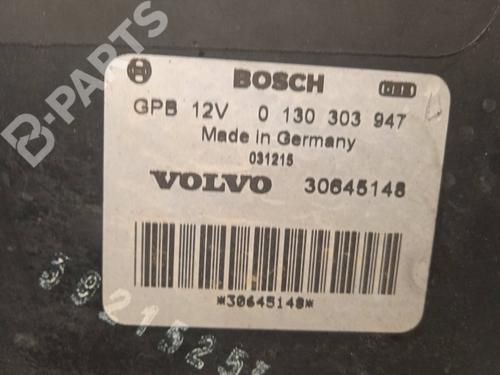 B-PARTS
BOSCH
GPB 12V 0 130 303 947
Made in Germany
031215
VOLVO 30645148
*30645148*